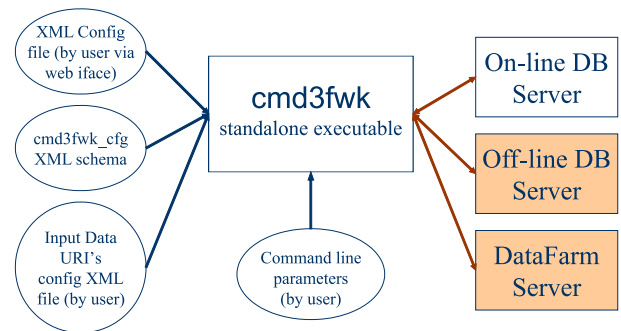 XML Config
file (by user via
web iface)
cmd3fwk_cfg
XML schema
Input Data
URI's
config XML
file (by user)
cmd3fwk
standalone executable
Command line
parameters
(by user)
On-line DB
Server
Off-line DB
Server
DataFarm
Server